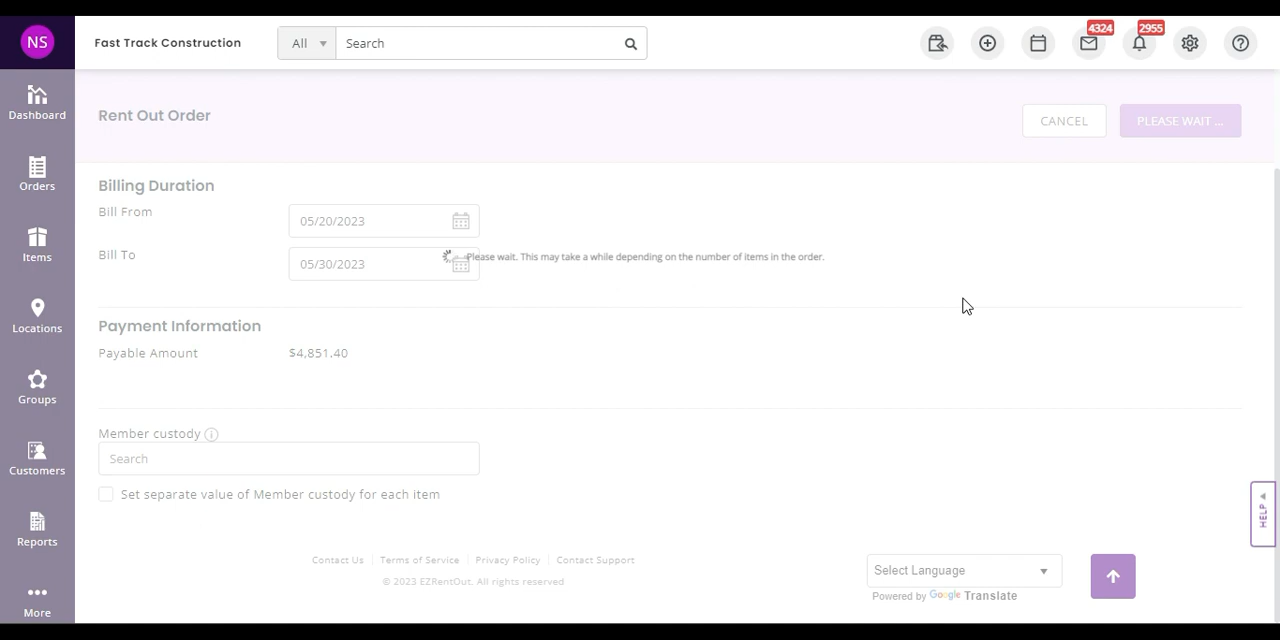 NS
Fast Track Construction
All
Search
4324
2955
Dashboard
Orders
Items
Locations
Groups
Customers
Reports
More
Rent Out Order
CANCEL
PLEASE WAIT ...
Billing Duration
Bill From
05/20/2023
Bill To
05/30/2023
Please wait. This may take a while depending on the number of items in the order.
Payment Information
Payable Amount
$4,851.40
Member custody
Search
Set separate value of Member custody for each item
HELP
Contact Us
Terms of Service
Privacy Policy
Contact Support
© 2023 EZRentOut. All rights reserved
Select Language
Powered by Google Translate